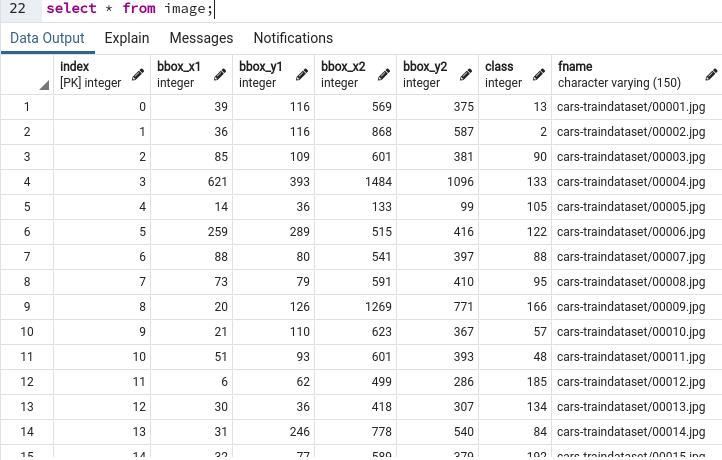 22 select * from image;
Data Output Explain Messages Notifications
index bbox_x1 bbox_y1 bbox_x2 bbox_y2 class fname
[PK] integer integer integer integer integer integer character varying (150)
1 0 39 116 569 375 13 cars-traindataset/00001.jpg
2 1 36 116 868 587 2 cars-traindataset/00002.jpg
3 2 85 109 601 381 90 cars-traindataset/00003.jpg
4 3 621 393 1484 1096 133 cars-traindataset/00004.jpg
5 4 14 36 133 99 105 cars-traindataset/00005.jpg
6 5 259 289 515 416 122 cars-traindataset/00006.jpg
7 6 88 80 541 397 88 cars-traindataset/00007.jpg
8 7 73 79 591 410 95 cars-traindataset/00008.jpg
9 8 20 126 1269 771 166 cars-traindataset/00009.jpg
10 9 21 110 623 367 57 cars-traindataset/00010.jpg
11 10 51 93 601 393 48 cars-traindataset/00011.jpg
12 11 6 62 499 286 185 cars-traindataset/00012.jpg
13 12 30 36 418 307 134 cars-traindataset/00013.jpg
14 13 31 246 778 540 84 cars-traindataset/00014.jpg
15 14 32 77 589 379 192 cars-traindataset/00015.jpg